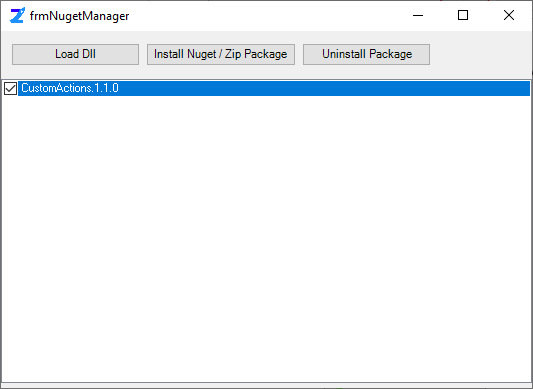 frmNugetManager
Load Dll
Install Nuget / Zip Package
Uninstall Package
CustomActions.1.1.0